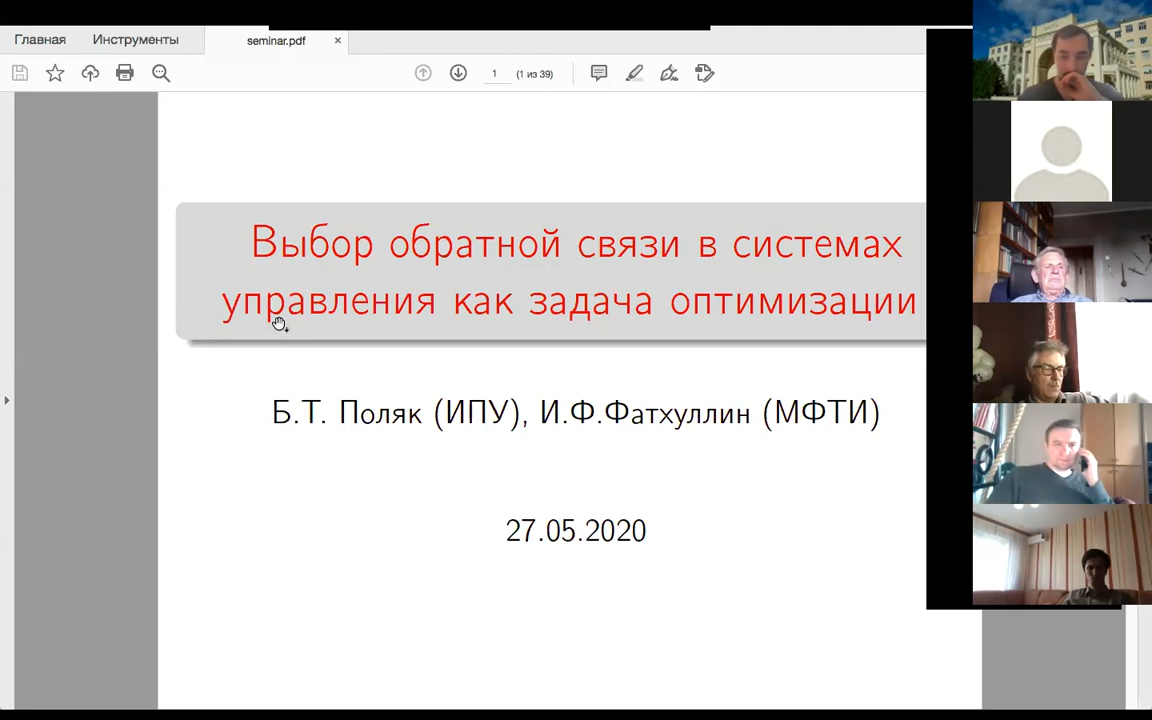 Главная Инструменты seminar.pdf ×
1 (1 из 39)
Выбор обратной связи в системах
управления как задача оптимизации
Б.Т. Поляк (ИПУ), И.Ф.Фатхуллин (МФТИ)
27.05.2020